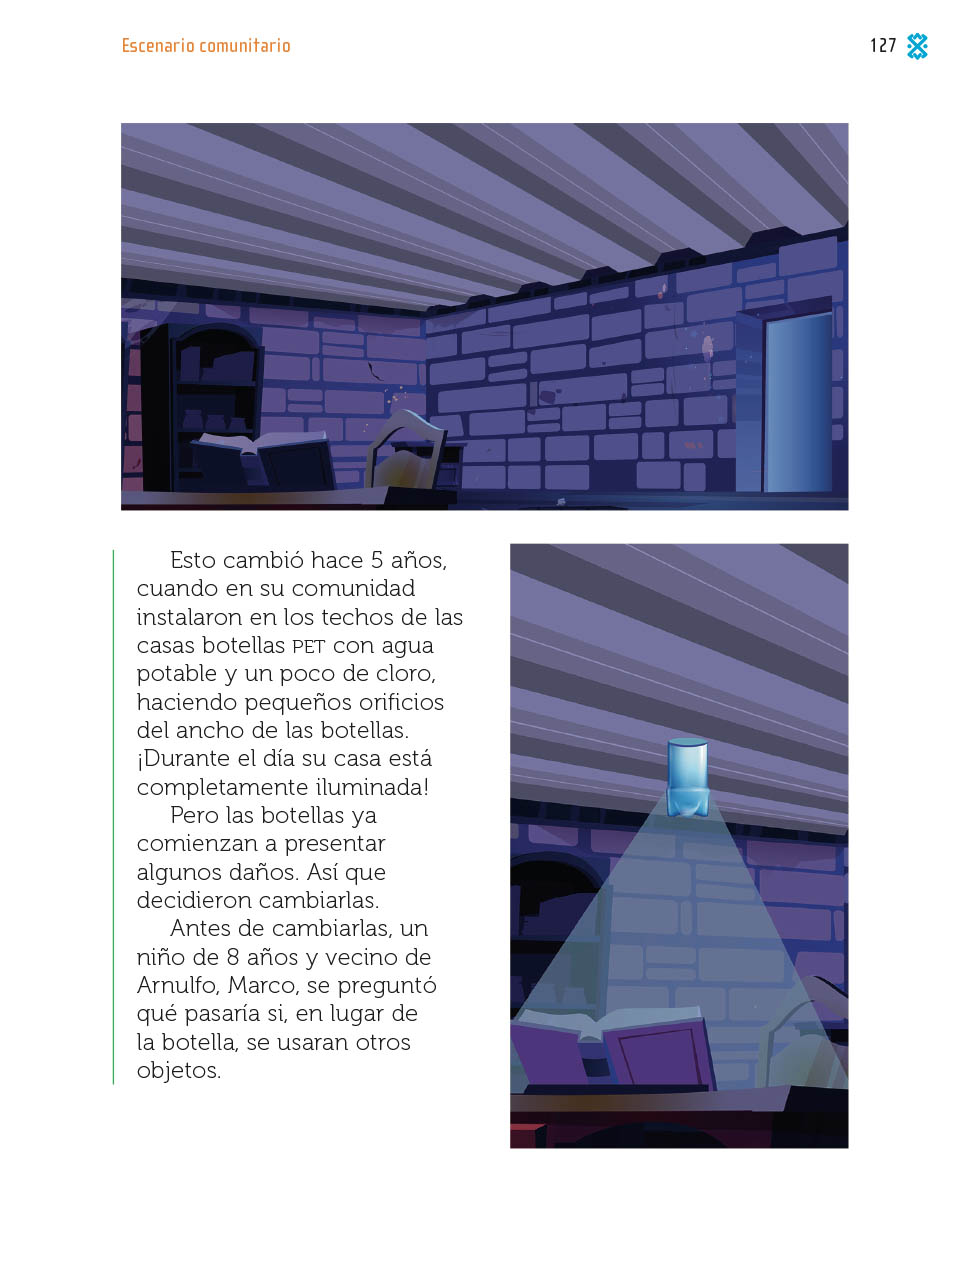 Escenario comunitario
127
Esto cambió hace 5 años,
cuando en su comunidad
instalaron en los techos de las
casas botellas PET con agua
potable y un poco de cloro,
haciendo pequeños orificios
del ancho de las botellas.
¡Durante el día su casa está
completamente iluminada!
Pero las botellas ya
comienzan a presentar
algunos daños. Así que
decidieron cambiarlas.
Antes de cambiarlas, un
niño de 8 años y vecino de
Arnulfo, Marco, se preguntó
qué pasaría si, en lugar de
la botella, se usaran otros
objetos.